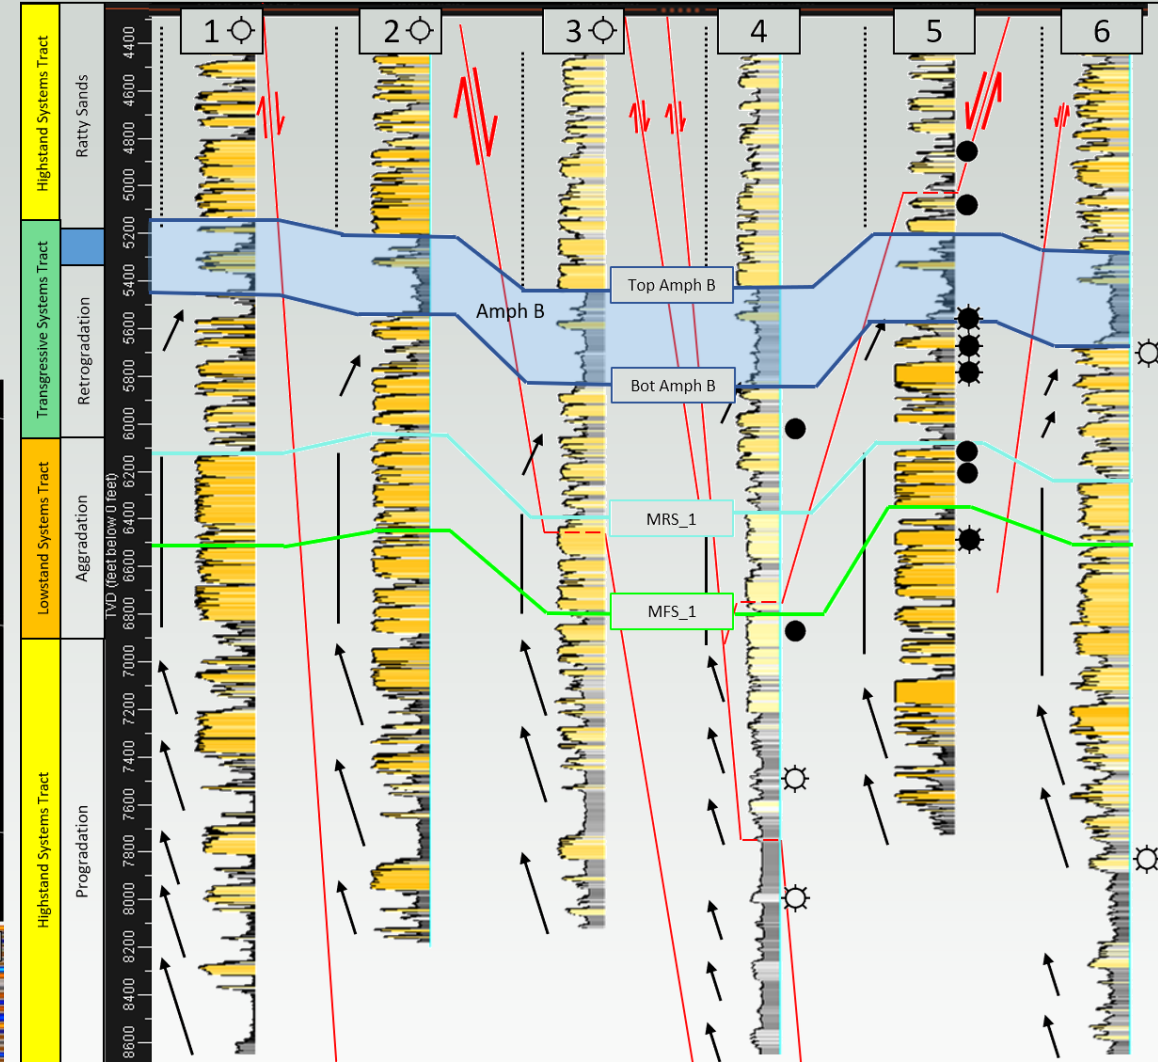 1
2
3
4
5
6
Highstand Systems Tract
Ratty Sands
Transgressive Systems Tract
Retrogradation
Lowstand Systems Tract
Aggradation
Highstand Systems Tract
Progradation
TVD (feet below 0 feet)
4400
4600
4800
5000
5200
5400
5600
5800
6000
6200
6400
6600
6800
7000
7200
7400
7600
7800
8000
8200
8400
8600
Top Amph B
Amph B
Bot Amph B
MRS_1
MFS_1